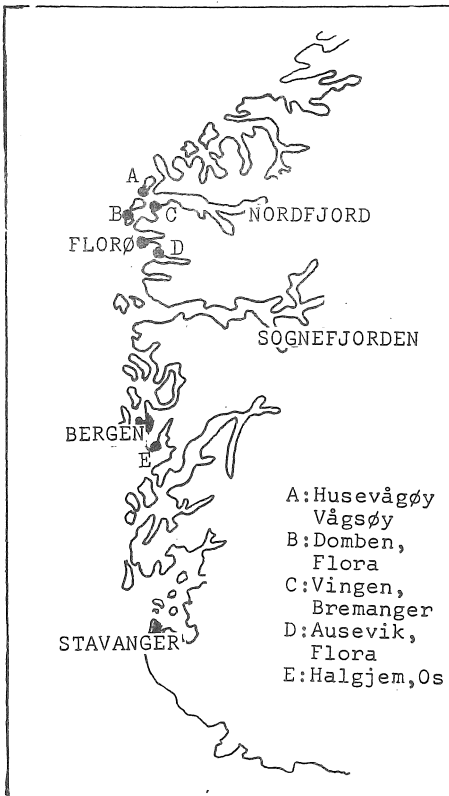 A
B
C
NORDFJORD
FLORØ
D
SOGNEFJORDEN
BERGEN
E
A:Husevågøy
Vågsøy
B:Domben,
Flora
C:Vingen,
Bremanger
D:Ausevik,
Flora
E:Halgjem,Os
STAVANGER